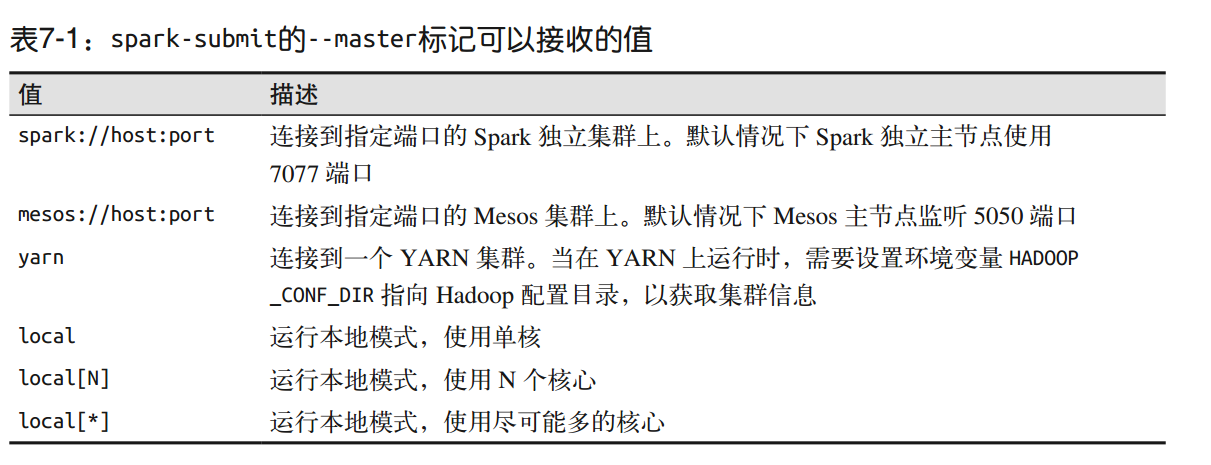 表7-1：spark-submit的--master标记可以接收的值
值 描述
spark://host:port 连接到指定端口的 Spark 独立集群上。默认情况下 Spark 独立主节点使用
7077 端口
mesos://host:port 连接到指定端口的 Mesos 集群上。默认情况下 Mesos 主节点监听 5050 端口
yarn 连接到一个 YARN 集群。当在 YARN 上运行时，需要设置环境变量 HADOOP
_CONF_DIR 指向 Hadoop 配置目录，以获取集群信息
local 运行本地模式，使用单核
local[N] 运行本地模式，使用 N 个核心
local[*] 运行本地模式，使用尽可能多的核心